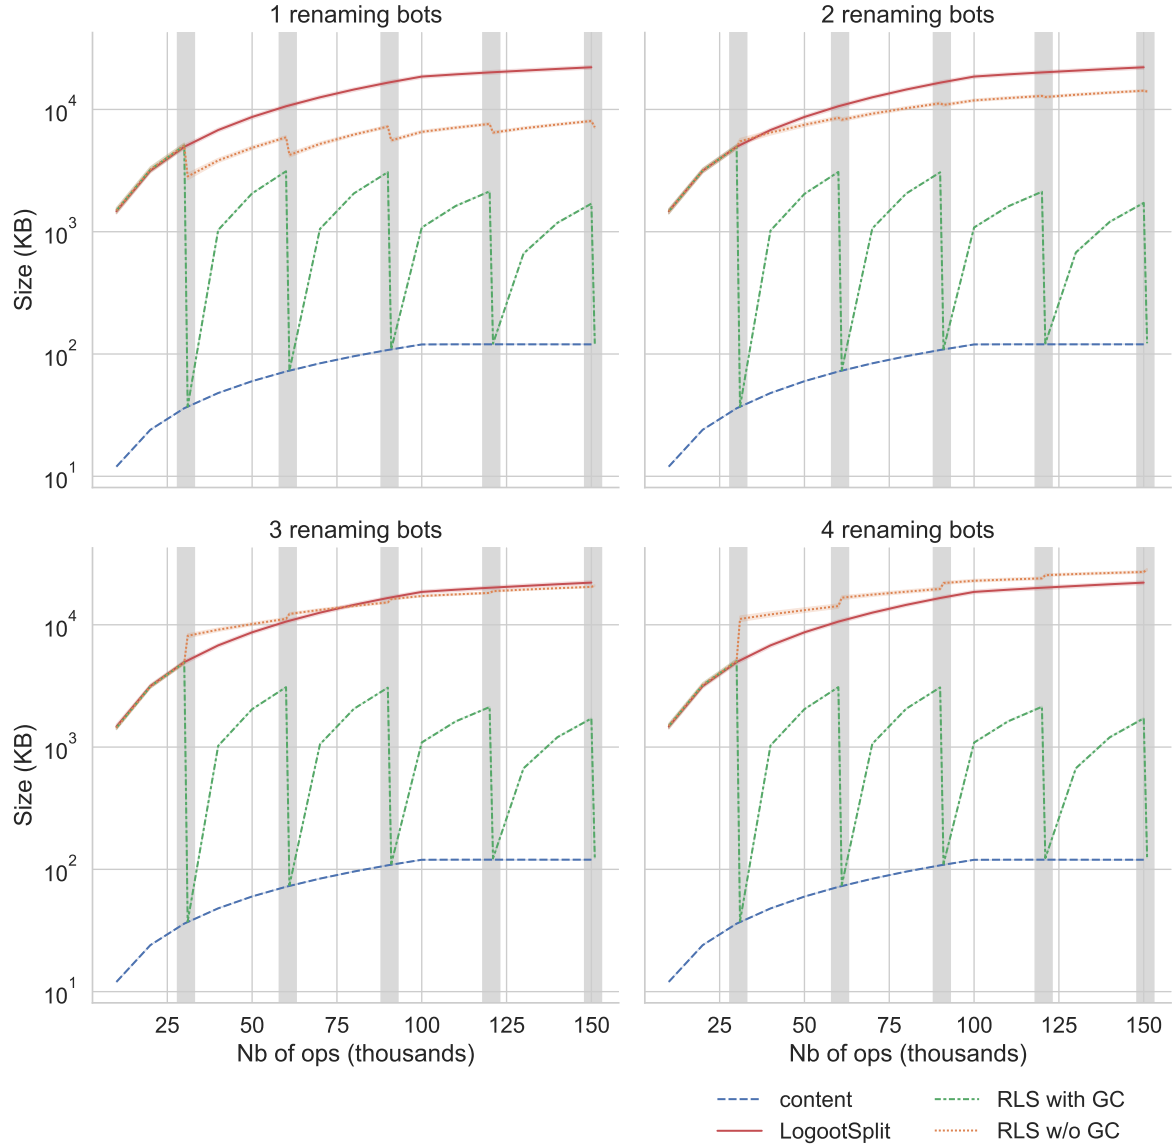 1 renaming bots
2 renaming bots
Size (KB)
10⁴
10³
10²
10¹
3 renaming bots
4 renaming bots
Size (KB)
10⁴
10³
10²
10¹
25 50 75 100 125 150
25 50 75 100 125 150
Nb of ops (thousands)
Nb of ops (thousands)
content
RLS with GC
LogootSplit
RLS w/o GC